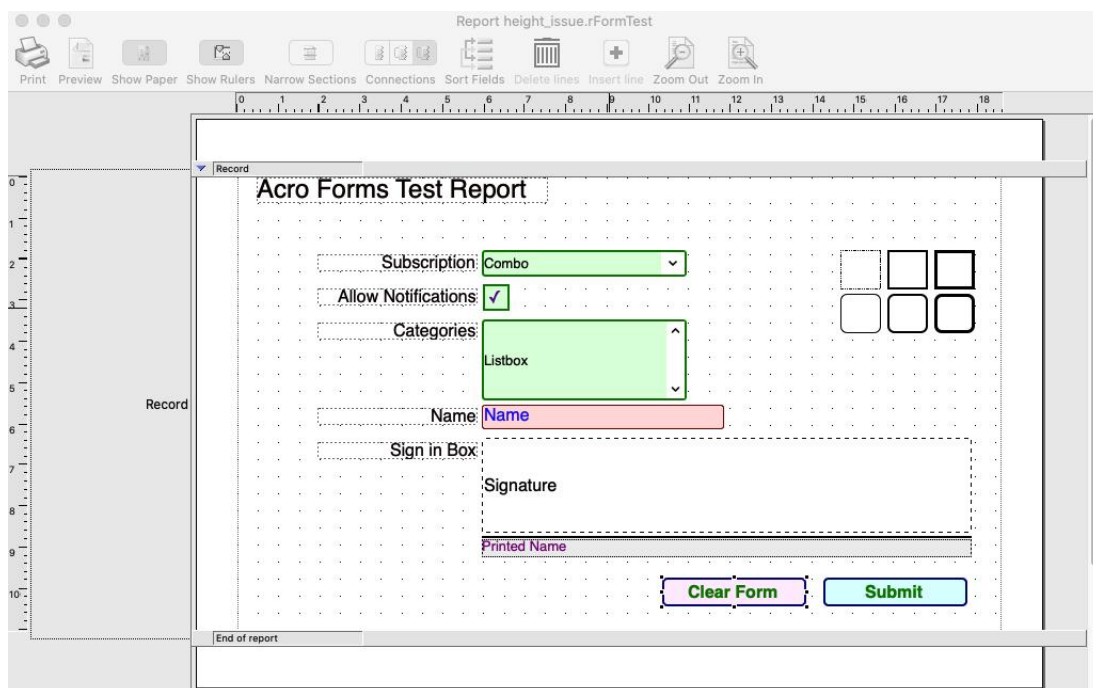 Report height_issue.rFormTest
Print Preview Show Paper Show Rulers Narrow Sections Connections Sort Fields Delete lines Insert line Zoom Out Zoom In
0 1 2 3 4 5 6 7 8 9 10 11 12 13 14 15 16 17 18
Record
0
Acro Forms Test Report
1
2
Subscription Combo
Allow Notifications
3
Categories
4
Listbox
5
Record
Name Name
6
Sign in Box
7
Signature
8
9
Printed Name
10
Clear Form Submit
End of report